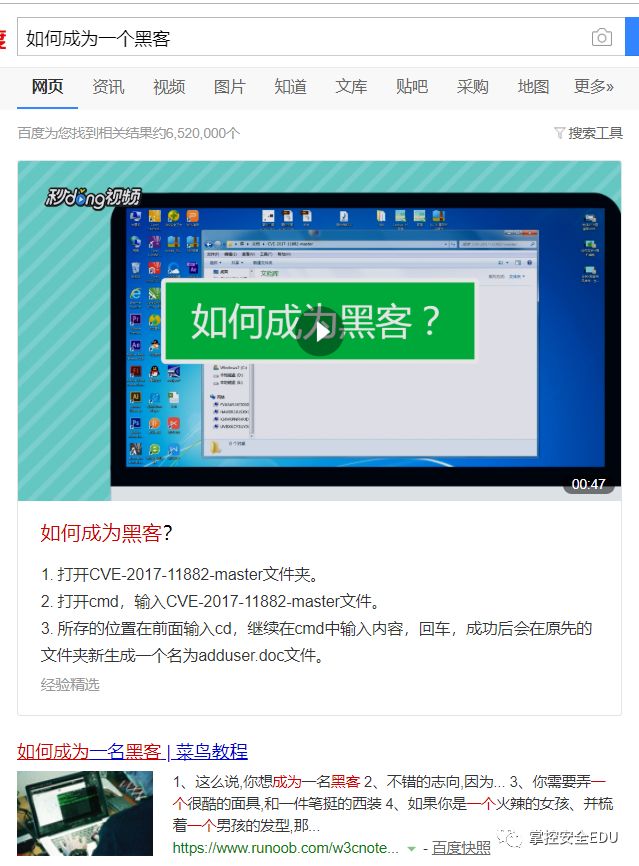 如何成为一个黑客
网页 资讯 视频 图片 知道 文库 贴吧 采购 地图 更多»
百度为您找到相关结果约6,520,000个 搜索工具
秒dǒng视频
如何成为黑客？
00:47
如何成为黑客?
1. 打开CVE-2017-11882-master文件夹。
2. 打开cmd，输入CVE-2017-11882-master文件。
3. 所存的位置在前面输入cd，继续在cmd中输入内容，回车，成功后会在原先的
文件夹新生成一个名为adduser.doc文件。
经验精选
如何成为一名黑客 | 菜鸟教程
1、这么说,你想成为一名黑客 2、不错的志向,因为... 3、你需要弄一
个很酷的面具,和一件笔挺的西装 4、如果你是一个火辣的女孩、并梳
着一个男孩的发型,那...
https://www.runoob.com/w3cnote... - 百度快照
掌控安全EDU